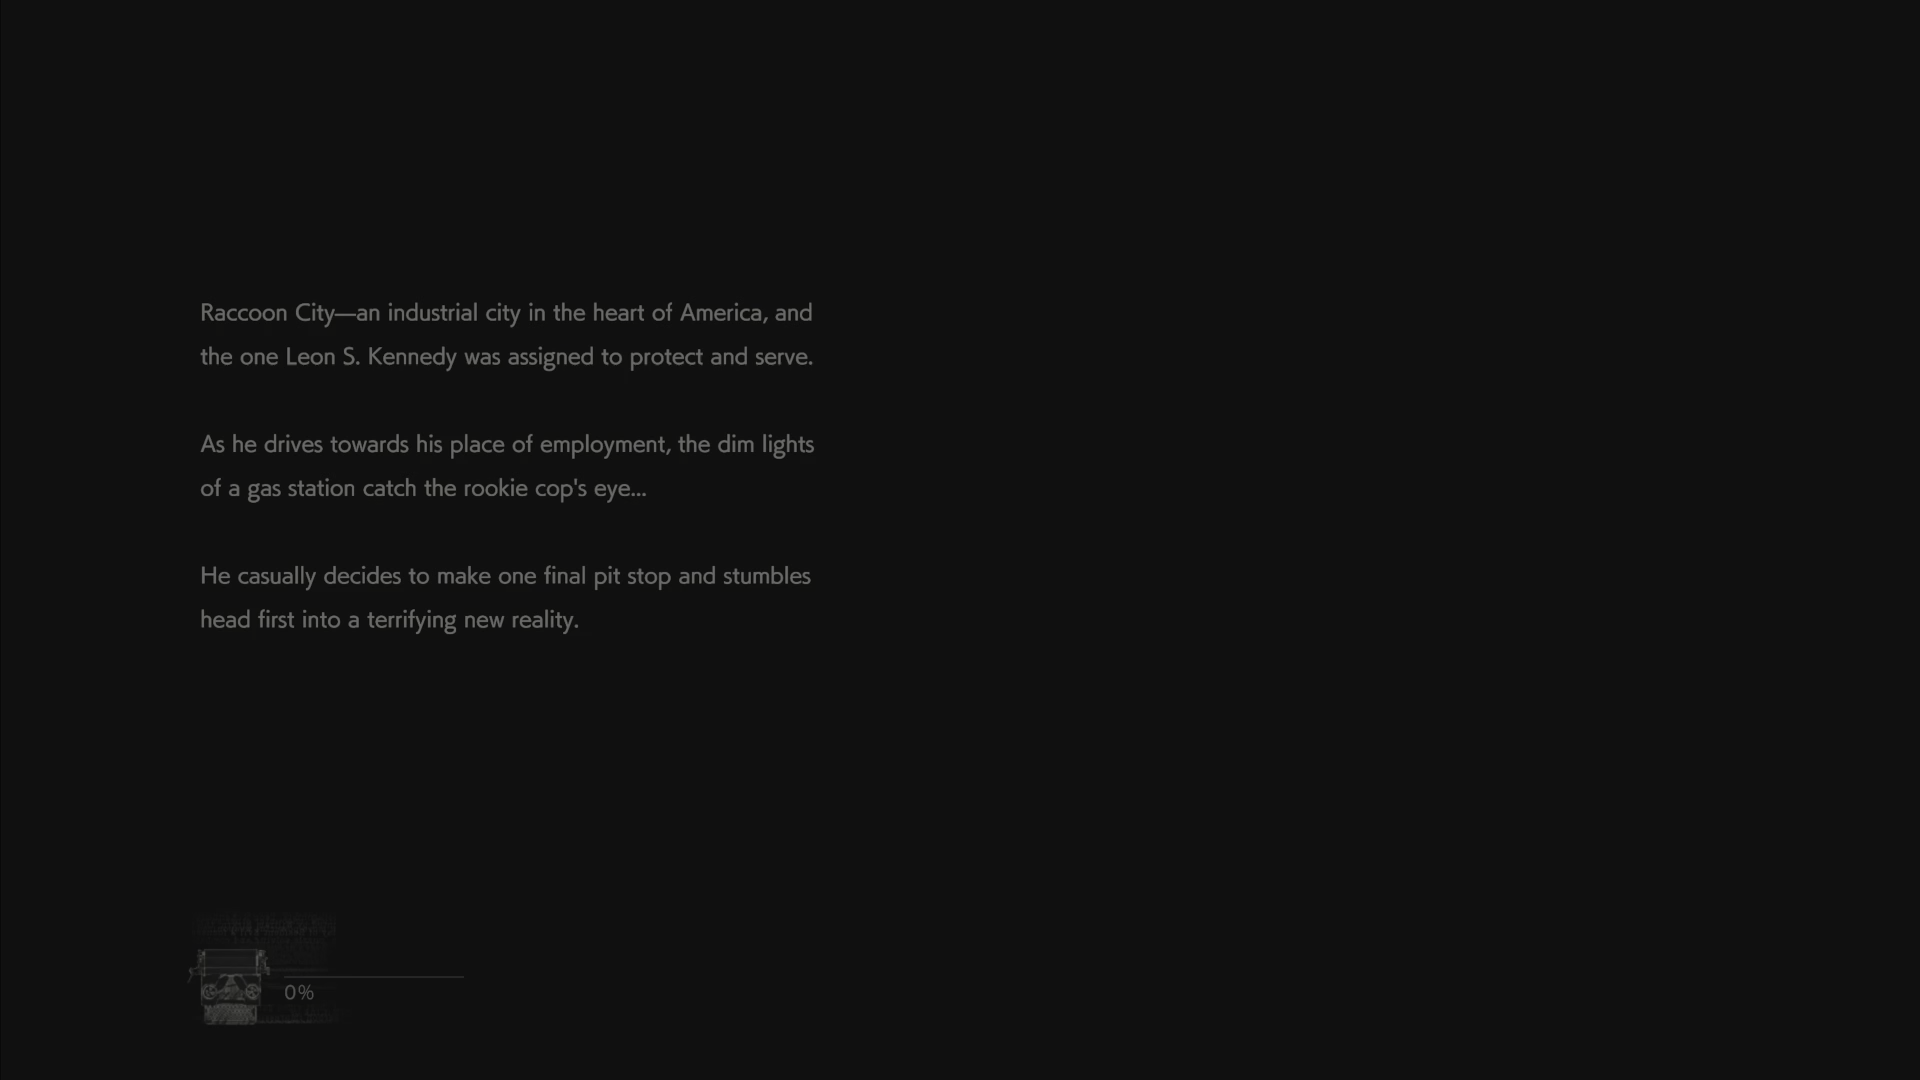 Raccoon City—an industrial city in the heart of America, and
the one Leon S. Kennedy was assigned to protect and serve.
As he drives towards his place of employment, the dim lights
of a gas station catch the rookie cop's eye...
He casually decides to make one final pit stop and stumbles
head first into a terrifying new reality.
0%